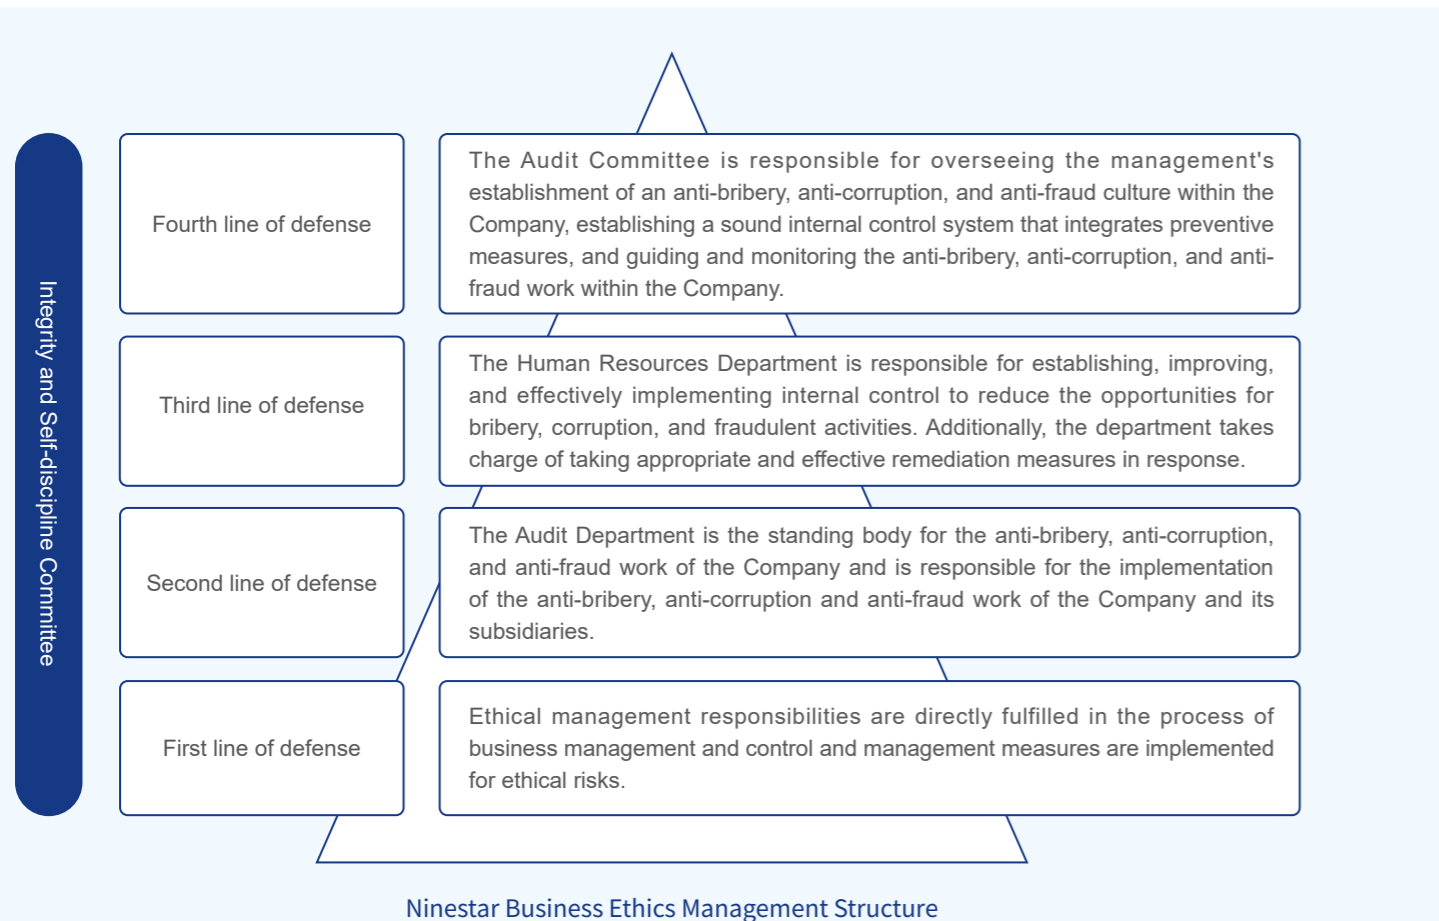 Integrity and Self-discipline Committee
Fourth line of defense
The Audit Committee is responsible for overseeing the management's
establishment of an anti-bribery, anti-corruption, and anti-fraud culture within the
Company, establishing a sound internal control system that integrates preventive
measures, and guiding and monitoring the anti-bribery, anti-corruption, and anti-
fraud work within the Company.
Third line of defense
The Human Resources Department is responsible for establishing, improving,
and effectively implementing internal control to reduce the opportunities for
bribery, corruption, and fraudulent activities. Additionally, the department takes
charge of taking appropriate and effective remediation measures in response.
Second line of defense
The Audit Department is the standing body for the anti-bribery, anti-corruption,
and anti-fraud work of the Company and is responsible for the implementation
of the anti-bribery, anti-corruption and anti-fraud work of the Company and its
subsidiaries.
First line of defense
Ethical management responsibilities are directly fulfilled in the process of
business management and control and management measures are implemented
for ethical risks.
Ninestar Business Ethics Management Structure